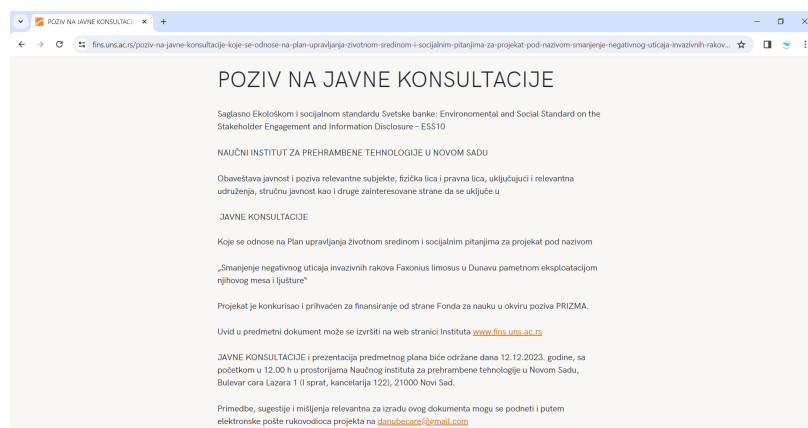 POZIV NA JAVNE KONSULTACIJE
fins.uns.ac.rs/poziv-na-javne-konsultacije-koje-se-odnose-na-plan-upravljanja-zivotnom-sredinom-i-socijalnim-pitanjima-za-projekat-pod-nazivom-smanjenje-negativnog-uticaja-invazivnih-rakov...
POZIV NA JAVNE KONSULTACIJE
Saglasno Ekološkom i socijalnom standardu Svetske banke: Environomental and Social Standard on the
Stakeholder Engagement and Information Disclosure – ESS10
NAUČNI INSTITUT ZA PREHRAMBENE TEHNOLOGIJE U NOVOM SADU
Obaveštava javnost i poziva relevantne subjekte, fizička lica i pravna lica, uključujući i relevantna
udruženja, stručnu javnost kao i druge zainteresovane strane da se uključe u
JAVNE KONSULTACIJE
Koje se odnose na Plan upravljanja životnom sredinom i socijalnim pitanjima za projekat pod nazivom
„Smanjenje negativnog uticaja invazivnih rakova Faxonius limosus u Dunavu pametnom eksploatacijom
njihovog mesa i ljušture"
Projekat je konkurisao i prihvaćen za finansiranje od strane Fonda za nauku u okviru poziva PRIZMA.
Uvid u predmetni dokument može se izvršiti na web stranici Instituta www.fins.uns.ac.rs
JAVNE KONSULTACIJE i prezentacija predmetnog plana biće održane dana 12.12.2023. godine, sa
početkom u 12.00 h u prostorijama Naučnog instituta za prehrambene tehnologije u Novom Sadu,
Bulevar cara Lazara 1 (I sprat, kancelarija 122), 21000 Novi Sad.
Primedbe, sugestije i mišljenja relevantna za izradu ovog dokumenta mogu se podneti i putem
elektronske pošte rukovodioca projekta na danubecare@gmail.com